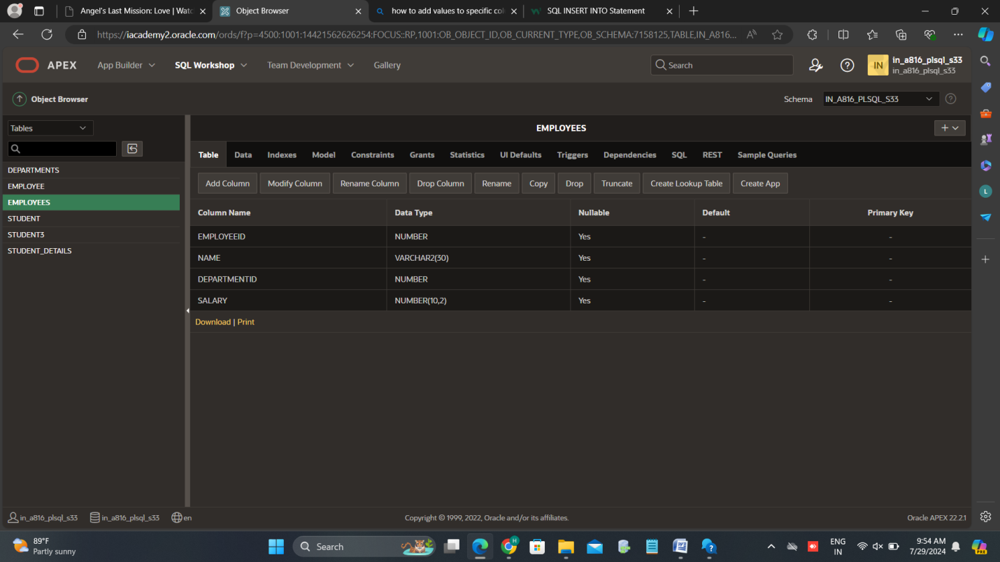 Angel's Last Mission: Love | Watc
Object Browser
how to add values to specific col
SQL INSERT INTO Statement
https://iacademy2.oracle.com/ords/f?p=4500:1001:14421562626254:FOCUS::RP,1001:OB_OBJECT_ID,OB_CURRENT_TYPE,OB_SCHEMA:7158125,TABLE,IN_A816...
APEX
App Builder
SQL Workshop
Team Development
Gallery
Search
IN
in_a816_plsql_s33
in_a816_plsql_s33
Object Browser
Schema
IN_A816_PLSQL_S33
Tables
DEPARTMENTS
EMPLOYEE
EMPLOYEES
STUDENT
STUDENT3
STUDENT_DETAILS
EMPLOYEES
Table Data Indexes Model Constraints Grants Statistics UI Defaults Triggers Dependencies SQL REST Sample Queries
Add Column Modify Column Rename Column Drop Column Rename Copy Drop Truncate Create Lookup Table Create App
Column Name Data Type Nullable Default Primary Key
EMPLOYEEID NUMBER Yes - -
NAME VARCHAR2(30) Yes - -
DEPARTMENTID NUMBER Yes - -
SALARY NUMBER(10,2) Yes - -
Download | Print
L
in_a816_plsql_s33
in_a816_plsql_s33
en
Copyright © 1999, 2022, Oracle and/or its affiliates.
Oracle APEX 22.2.1
89°F
Partly sunny
Search
H
ENG
IN
9:54 AM
7/29/2024
PRE